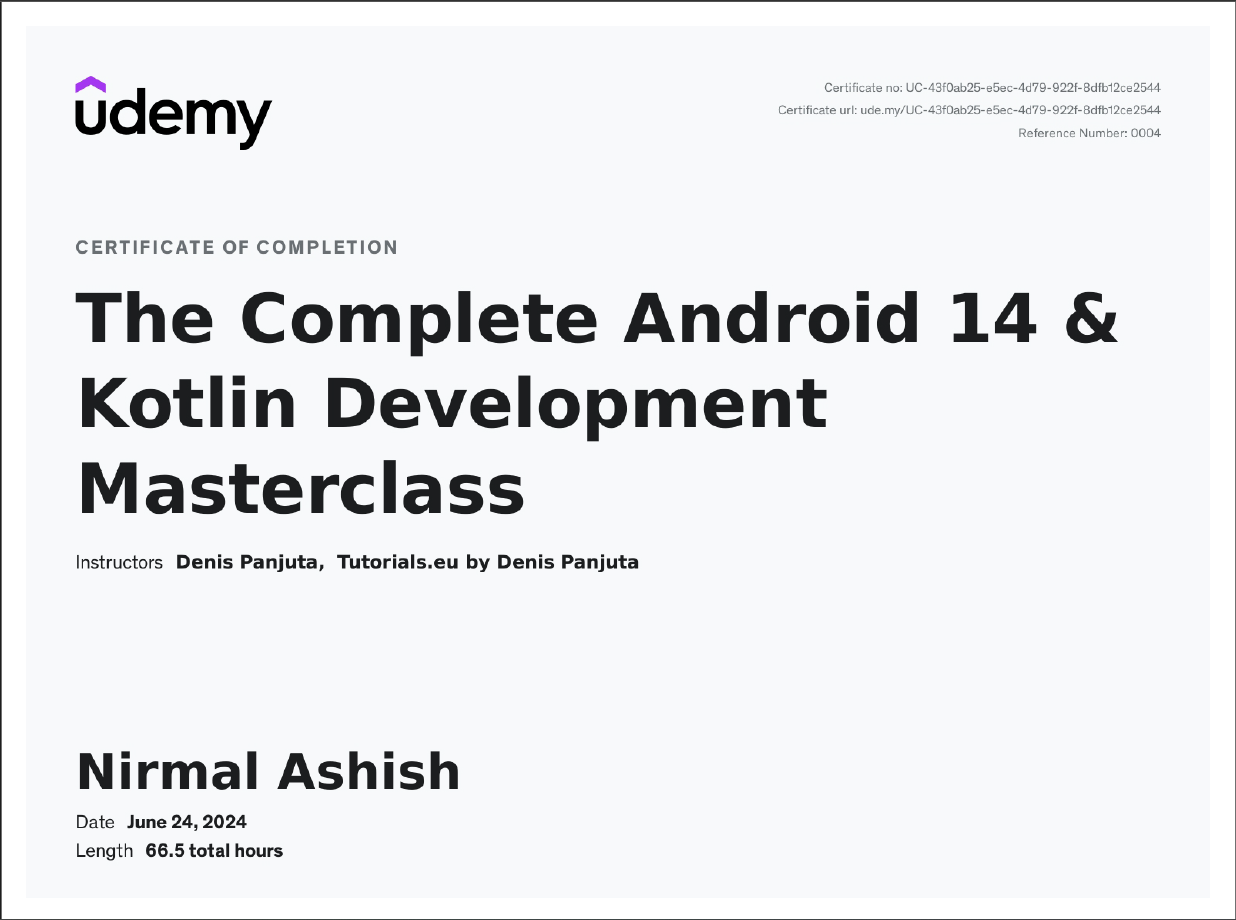 udemy
Certificate no: UC-43f0ab25-e5ec-4d79-922f-8dfb12ce2544
Certificate url: ude.my/UC-43f0ab25-e5ec-4d79-922f-8dfb12ce2544
Reference Number: 0004
CERTIFICATE OF COMPLETION
The Complete Android 14 &
Kotlin Development
Masterclass
Instructors Denis Panjuta, Tutorials.eu by Denis Panjuta
Nirmal Ashish
Date June 24, 2024
Length 66.5 total hours